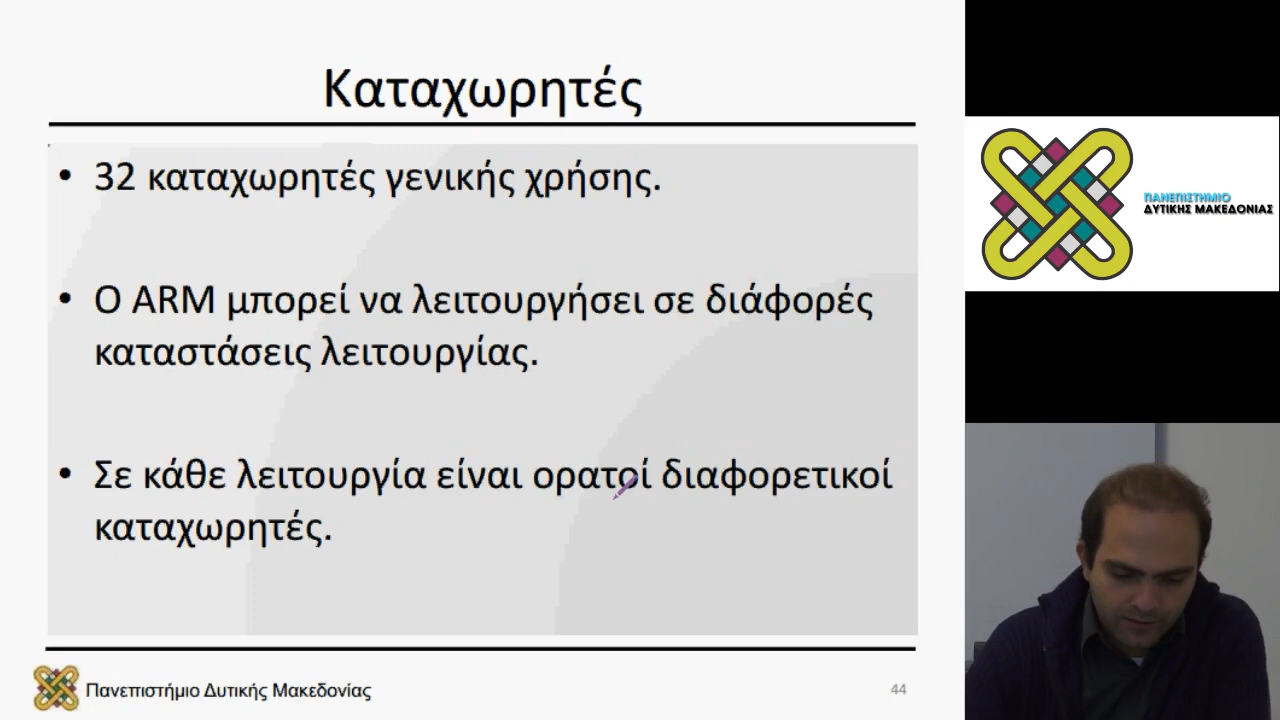 Καταχωρητές
• 32 καταχωρητές γενικής χρήσης.
• Ο ARM μπορεί να λειτουργήσει σε διάφορές
καταστάσεις λειτουργίας.
• Σε κάθε λειτουργία είναι ορατοί διαφορετικοί
καταχωρητές.
Πανεπιστήμιο Δυτικής Μακεδονίας
44
ΠΑΝΕΠΙΣΤΗΜΙΟ
ΔΥΤΙΚΗΣ ΜΑΚΕΔΟΝΙΑΣ